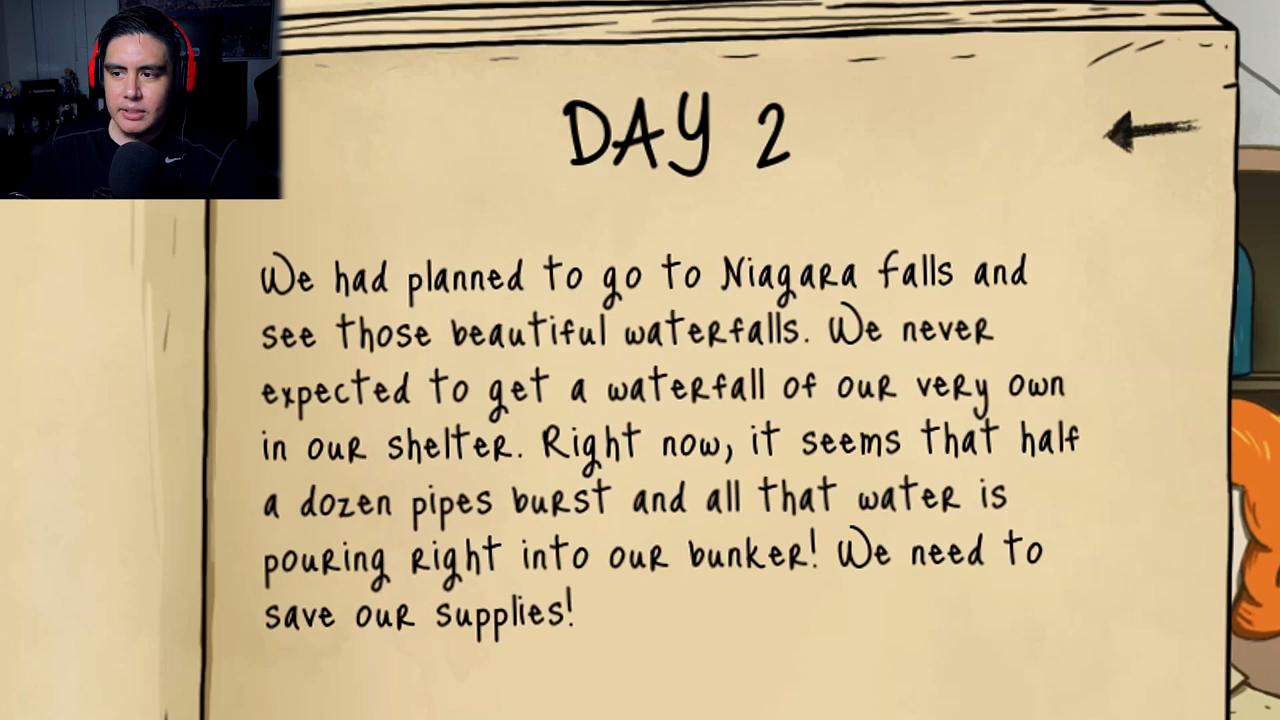 DAY 2
We had planned to go to Niagara falls and
see those beautiful waterfalls. We never
expected to get a waterfall of our very own
in our shelter. Right now, it seems that half
a dozen pipes burst and all that water is
pouring right into our bunker! We need to
save our supplies!